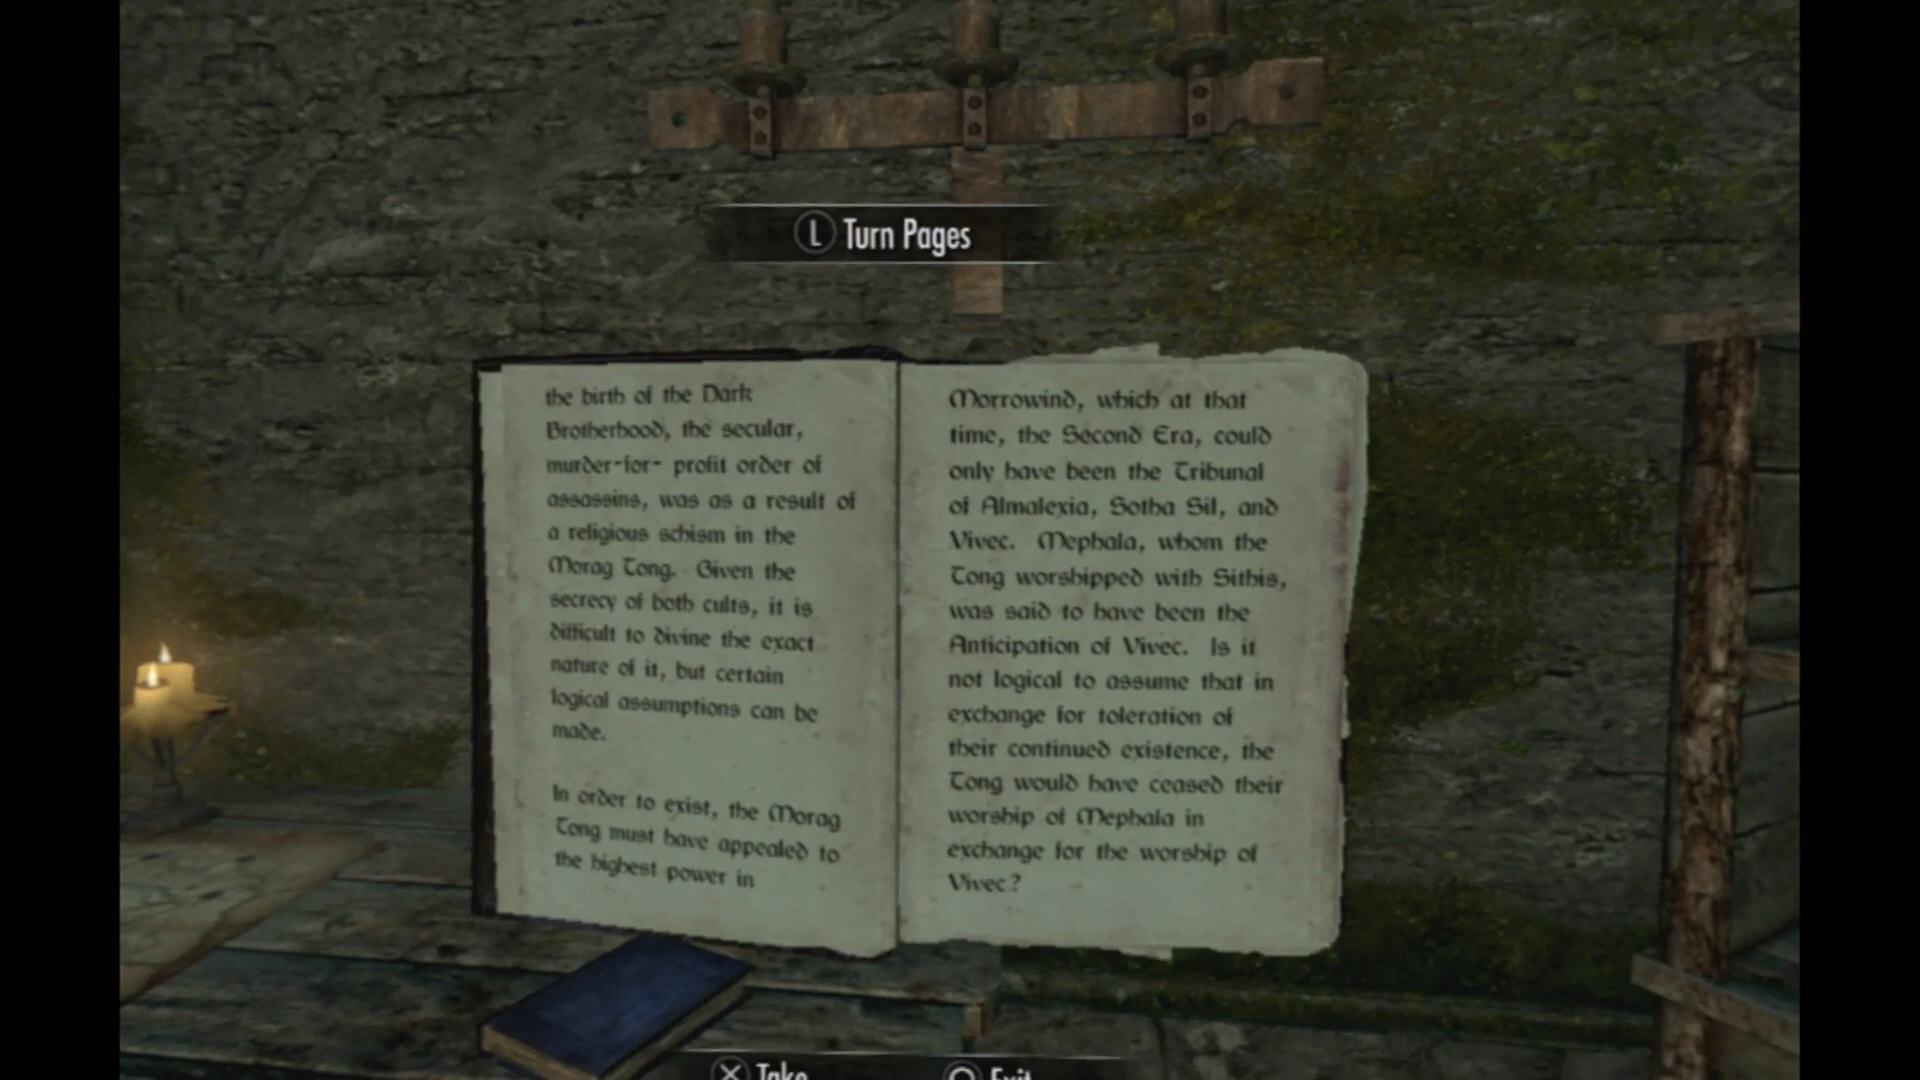 L Turn Pages
the birth of the Dark
Brotherhood, the secular,
murder-for- profit order of
assassins, was as a result of
a religious schism in the
Morag Tong. Given the
secrecy of both cults, it is
difficult to divine the exact
nature of it, but certain
logical assumptions can be
made.
In order to exist, the Morag
Tong must have appealed to
the highest power in
Morrowind, which at that
time, the Second Era, could
only have been the Tribunal
of Almalexia, Sotha Sil, and
Vivec. Mephala, whom the
Tong worshipped with Sithis,
was said to have been the
Anticipation of Vivec. Is it
not logical to assume that in
exchange for toleration of
their continued existence, the
Tong would have ceased their
worship of Mephala in
exchange for the worship of
Vivec?
Take
Exit